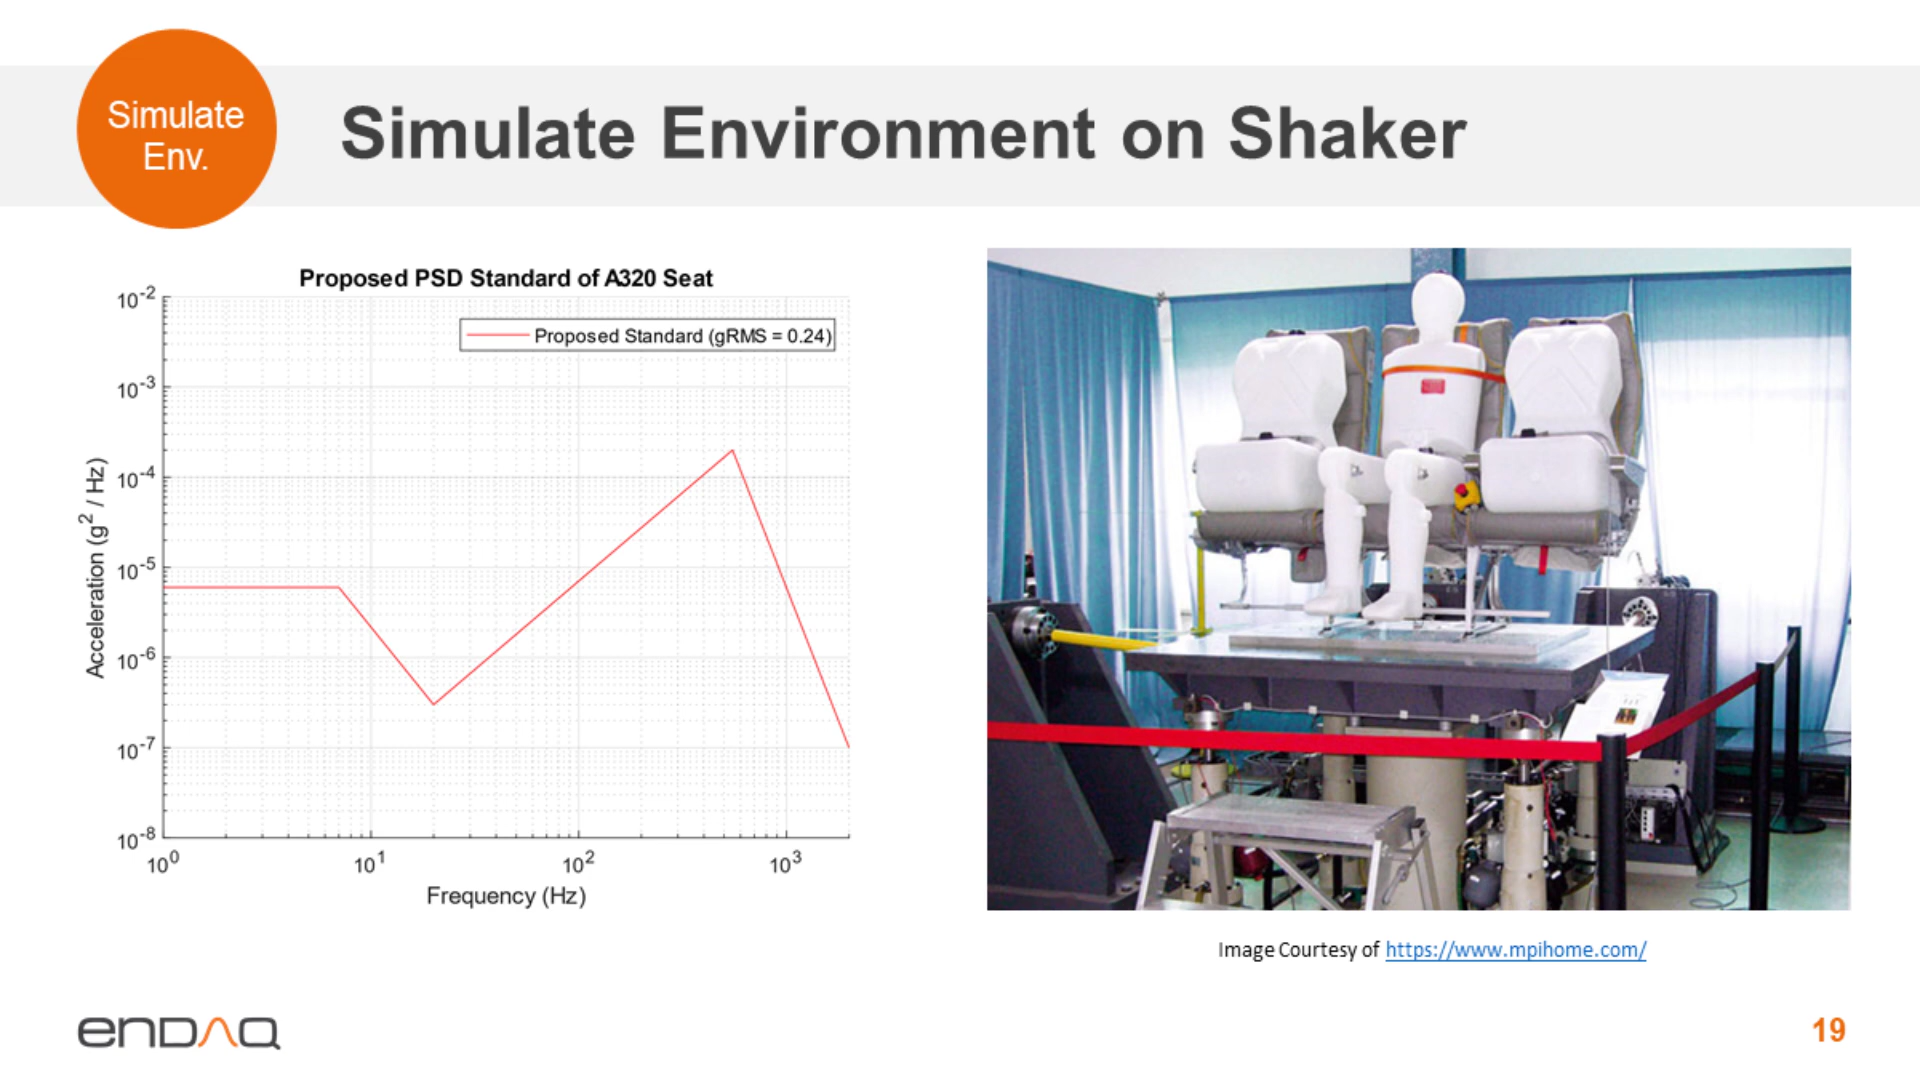 Simulate
Env.
Simulate Environment on Shaker
Proposed PSD Standard of A320 Seat
Proposed Standard (gRMS = 0.24)
10⁻²
10⁻³
10⁻⁴
10⁻⁵
10⁻⁶
10⁻⁷
10⁻⁸
Acceleration (g² / Hz)
10⁰ 10¹ 10² 10³
Frequency (Hz)
Image Courtesy of https://www.mpihome.com/
enDAQ
19